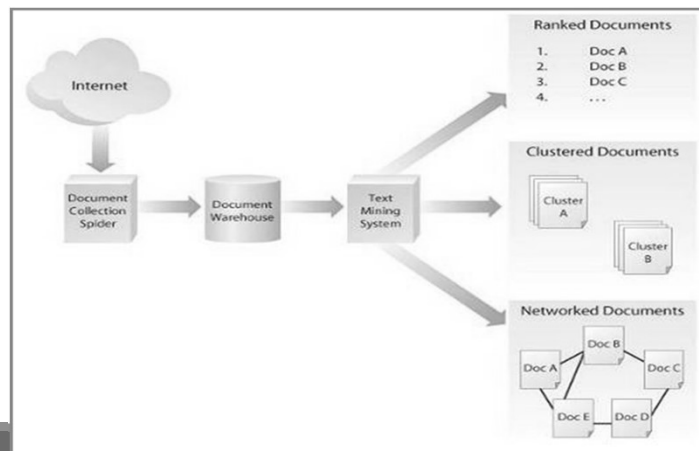 Internet
Document
Collection
Spider
Document
Warehouse
Text
Mining
System
Ranked Documents
1. Doc A
2. Doc B
3. Doc C
4. ...
Clustered Documents
Cluster
A
Cluster
B
Networked Documents
Doc B
Doc A
Doc C
Doc E
Doc D